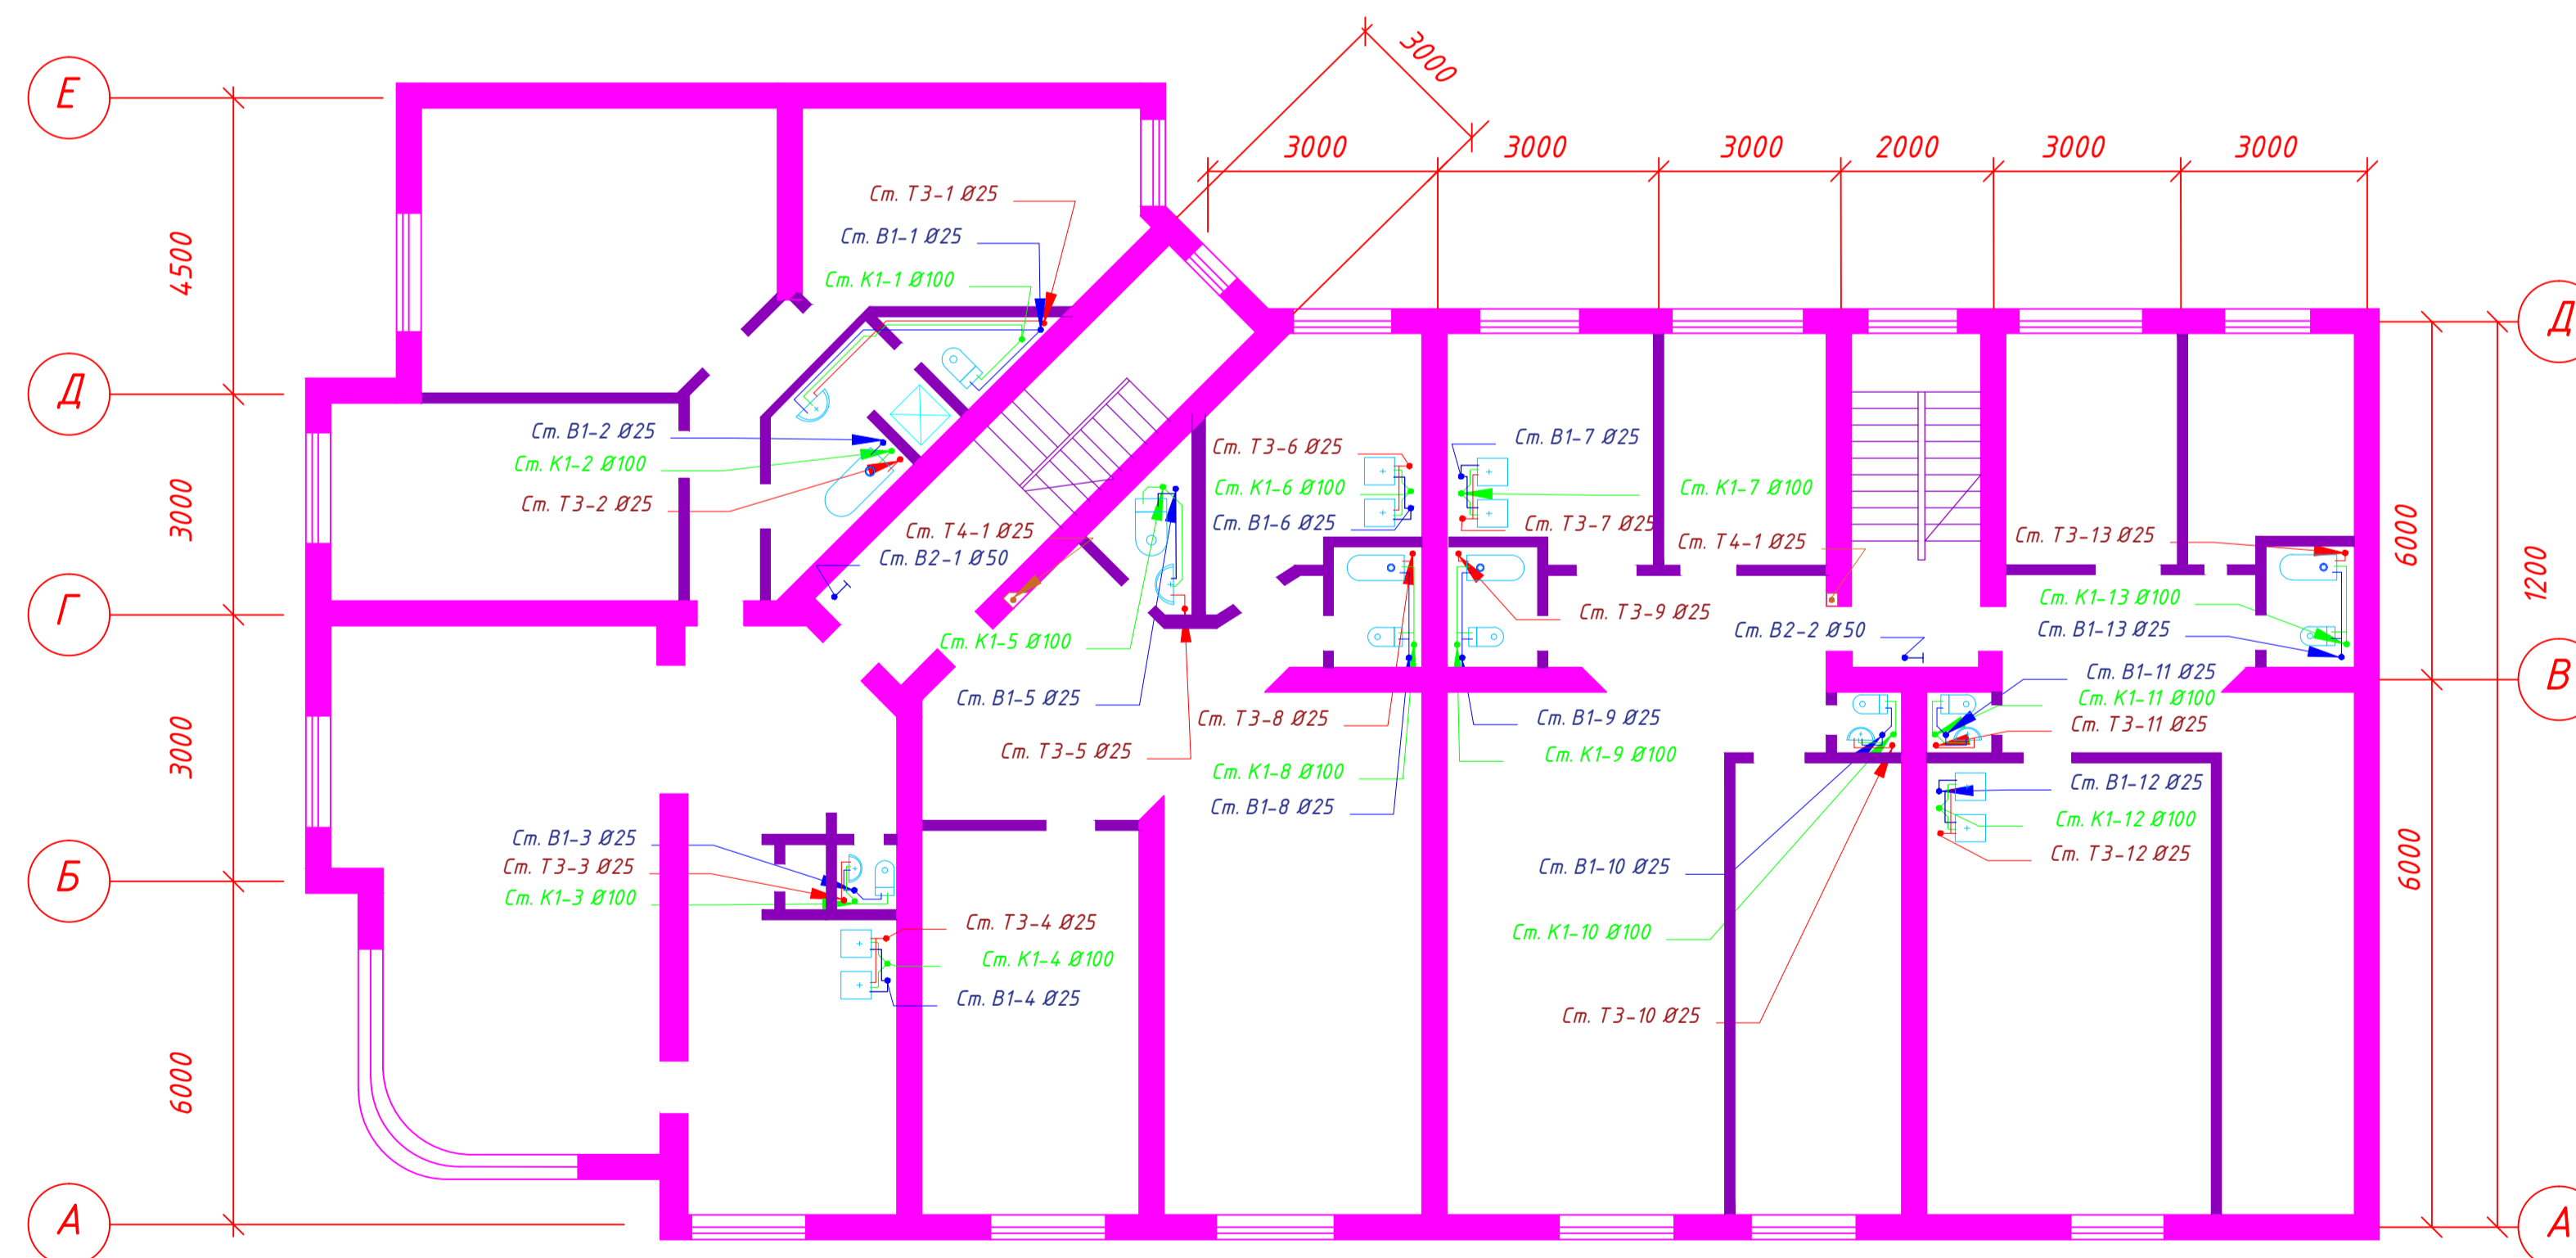 3000
Е
3000
3000
3000
2000
3000
3000
Ст. Т3-1 Ø25
Ст. В1-1 Ø25
Ст. К1-1 Ø100
4500
Д
Д
Ст. В1-2 Ø25
Ст. К1-2 Ø100
Ст. Т3-2 Ø25
Ст. Т3-6 Ø25
Ст. К1-6 Ø100
Ст. В1-6 Ø25
Ст. В1-7 Ø25
Ст. К1-7 Ø100
Ст. Т3-7 Ø25
3000
Ст. Т4-1 Ø25
Ст. В2-1 Ø50
Ст. Т4-1 Ø25
Ст. Т3-13 Ø25
6000
1200
Г
Ст. К1-13 Ø100
Ст. Т3-9 Ø25
Ст. В2-2 Ø50
Ст. В1-13 Ø25
Ст. К1-5 Ø100
Ст. В1-5 Ø25
Ст. Т3-5 Ø25
Ст. В1-11 Ø25
Ст. К1-11 Ø100
Ст. Т3-11 Ø25
В
3000
Ст. Т3-8 Ø25
Ст. К1-8 Ø100
Ст. В1-8 Ø25
Ст. В1-9 Ø25
Ст. К1-9 Ø100
Ст. В1-12 Ø25
Ст. К1-12 Ø100
Ст. Т3-12 Ø25
Б
Ст. В1-3 Ø25
Ст. Т3-3 Ø25
Ст. К1-3 Ø100
Ст. В1-10 Ø25
Ст. К1-10 Ø100
Ст. Т3-10 Ø25
6000
Ст. Т3-4 Ø25
Ст. К1-4 Ø100
Ст. В1-4 Ø25
6000
А
А